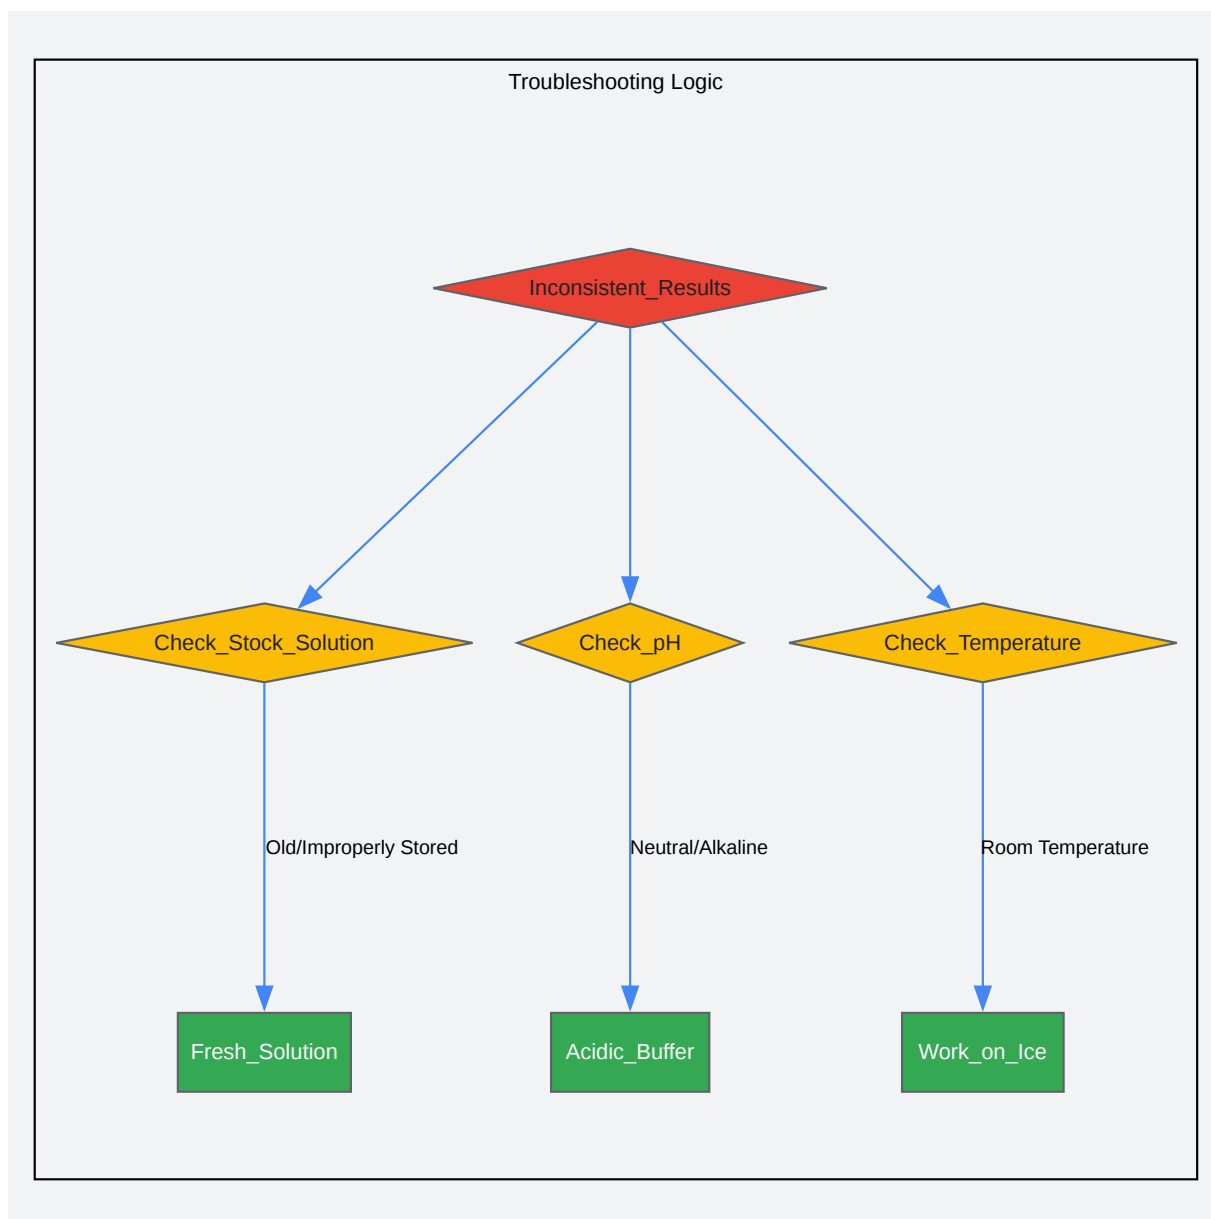 Troubleshooting Logic
Inconsistent_Results
Check_Stock_Solution
Check_pH
Check_Temperature
Old/Improperly Stored
Neutral/Alkaline
Room Temperature
Fresh_Solution
Acidic_Buffer
Work_on_Ice